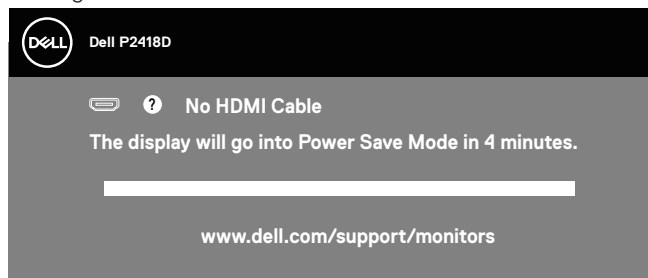 DELL
Dell P2418D
? No HDMI Cable
The display will go into Power Save Mode in 4 minutes.
www.dell.com/support/monitors